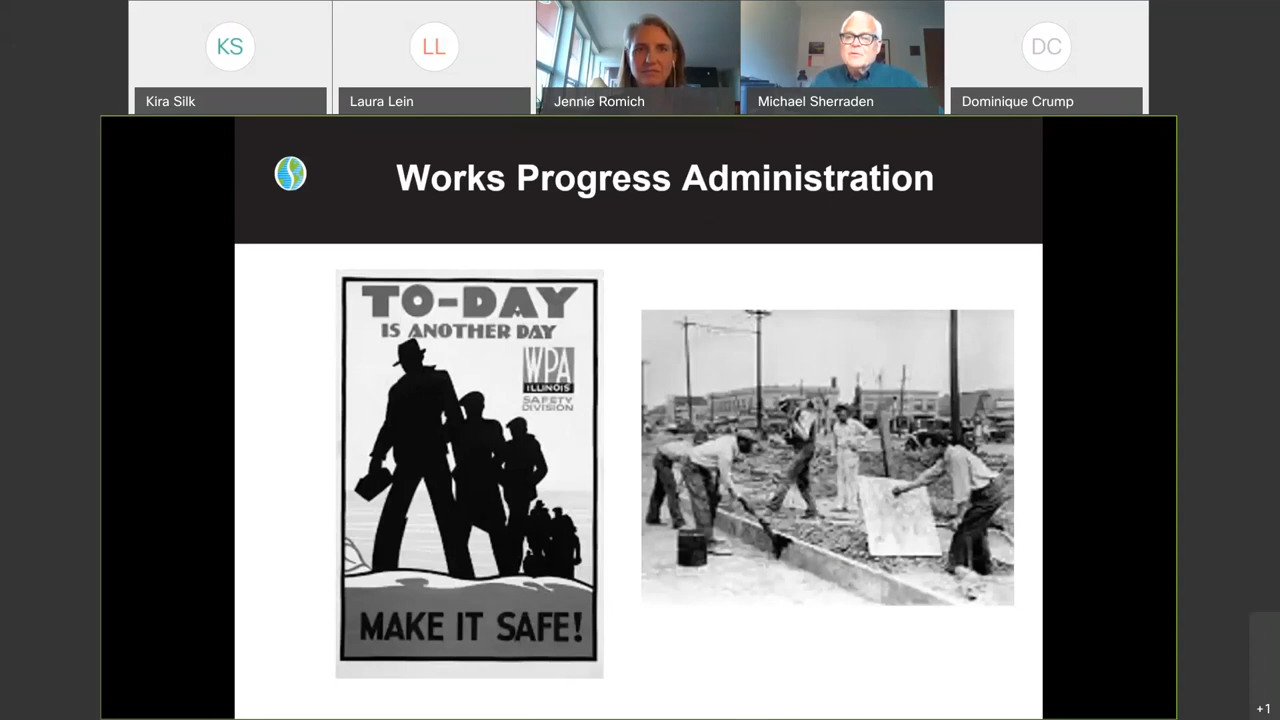 KS
LL
DC
Kira Silk
Laura Lein
Jennie Romich
Michael Sherraden
Dominique Crump
Works Progress Administration
TO-DAY
IS ANOTHER DAY
WPA
ILLINOIS
SAFETY
DIVISION
MAKE IT SAFE!
+1